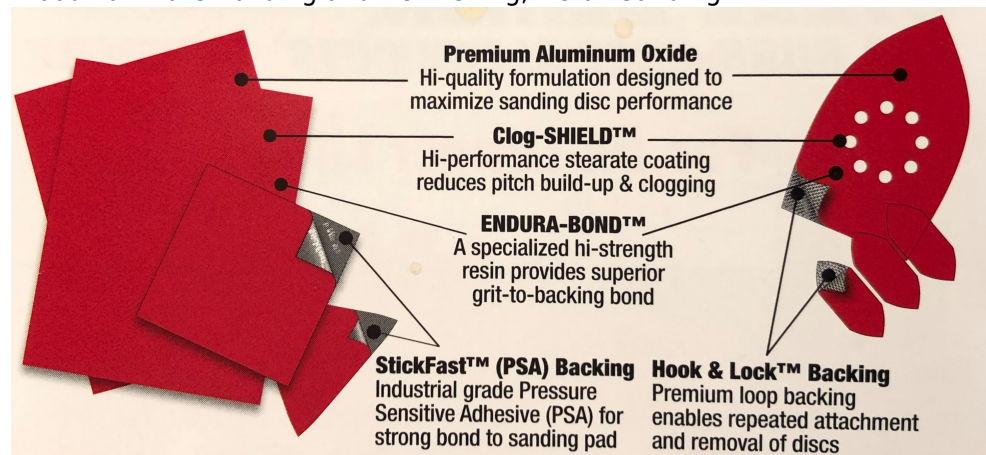 Premium Aluminum Oxide
Hi-quality formulation designed to
maximize sanding disc performance
Clog-SHIELD™
Hi-performance stearate coating
reduces pitch build-up & clogging
ENDURA-BOND™
A specialized hi-strength
resin provides superior
grit-to-backing bond
StickFast™ (PSA) Backing
Industrial grade Pressure
Sensitive Adhesive (PSA) for
strong bond to sanding pad
Hook & Lock™ Backing
Premium loop backing
enables repeated attachment
and removal of discs